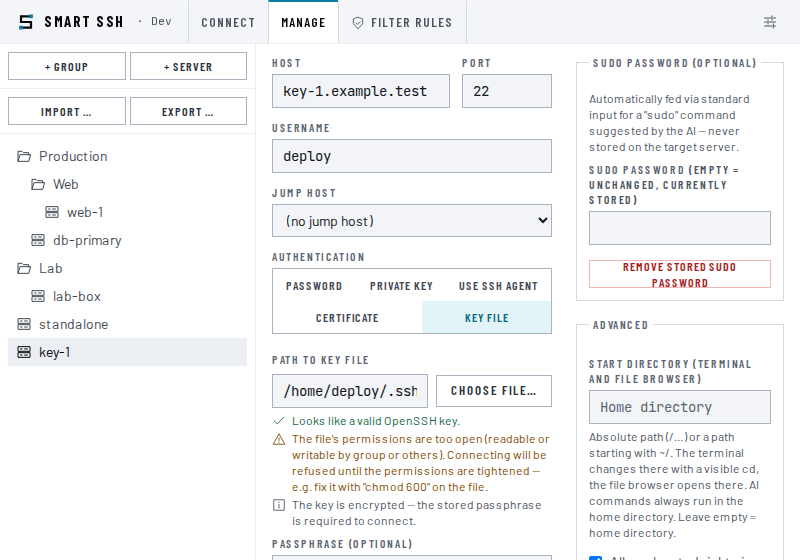 SMART SSH · Dev
CONNECT
MANAGE
FILTER RULES
+ GROUP
+ SERVER
IMPORT ...
EXPORT ...
Production
Web
web-1
db-primary
Lab
lab-box
standalone
key-1
HOST
key-1.example.test
PORT
22
USERNAME
deploy
JUMP HOST
(no jump host)
AUTHENTICATION
PASSWORD
PRIVATE KEY
USE SSH AGENT
CERTIFICATE
KEY FILE
PATH TO KEY FILE
/home/deploy/.ssh
CHOOSE FILE...
Looks like a valid OpenSSH key.
The file's permissions are too open (readable or
writable by group or others). Connecting will be
refused until the permissions are tightened —
e.g. fix it with "chmod 600" on the file.
The key is encrypted — the stored passphrase
is required to connect.
PASSPHRASE (OPTIONAL)
SUDO PASSWORD (OPTIONAL)
Automatically fed via standard
input for a "sudo" command
suggested by the AI — never
stored on the target server.
SUDO PASSWORD (EMPTY =
UNCHANGED, CURRENTLY
STORED)
REMOVE STORED SUDO
PASSWORD
ADVANCED
START DIRECTORY (TERMINAL
AND FILE BROWSER)
Home directory
Absolute path (/...) or a path
starting with ~/. The terminal
changes there with a visible cd,
the file browser opens there. AI
commands always run in the
home directory. Leave empty =
home directory.